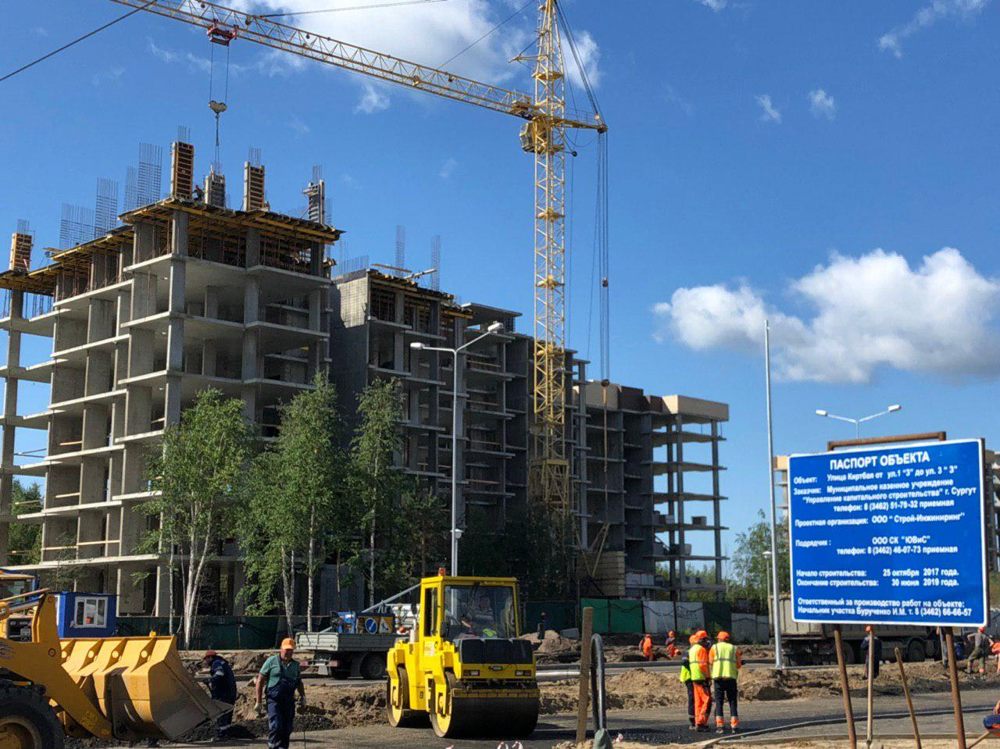 ПАСПОРТ ОБЪЕКТА
Объект: Улица Киртбая от ул.1 "З" до ул. 3 " З"
Заказчик: Муниципальное казенное учреждение
"Управление капитального строительства" г. Сургут
телефон: 8 (3462) 51-79-32 приемная
Проектная организация: ООО " Строй-Инжиниринг"
Подрядчик : ООО СК "ЮВиС"
телефон: 8 (3462) 46-07-73 приемная
Начало строительства: 25 октября 2017 года.
Окончание строительства: 30 июня 2019 года.
Ответственный за производство работ на объекте:
Начальник участка Бурученко И.М. т. 8 (3462) 66-66-57